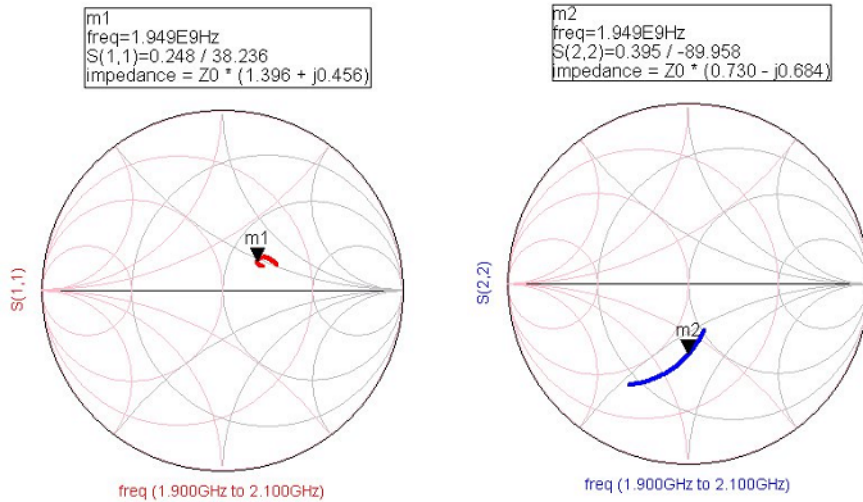 m1
freq=1.949E9Hz
S(1,1)=0.248 / 38.236
impedance = Z0 * (1.396 + j0.456)
m1
S(1,1)
freq (1.900GHz to 2.100GHz)
m2
freq=1.949E9Hz
S(2,2)=0.395 / -89.958
impedance = Z0 * (0.730 - j0.684)
m2
S(2,2)
freq (1.900GHz to 2.100GHz)